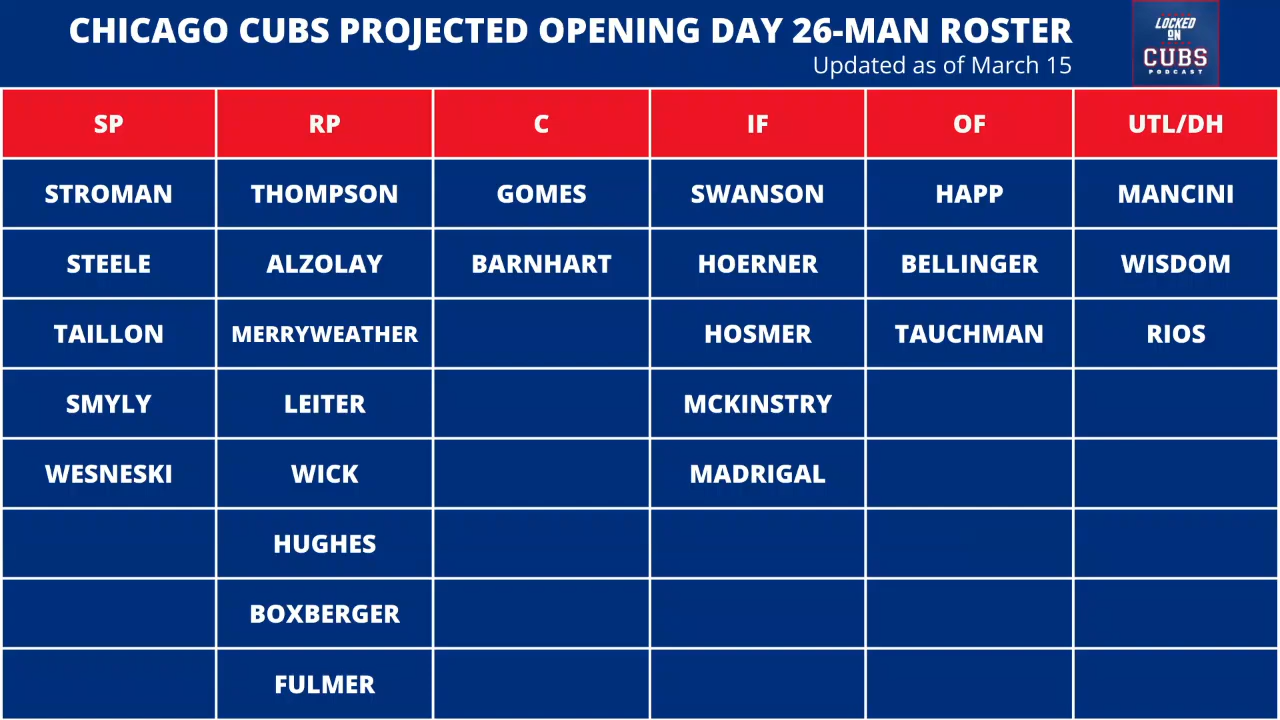 CHICAGO CUBS PROJECTED OPENING DAY 26-MAN ROSTER
Updated as of March 15
LOCKED
ON
CUBS
PODCAST
SP RP C IF OF UTL/DH
STROMAN THOMPSON GOMES SWANSON HAPP MANCINI
STEELE ALZOLAY BARNHART HOERNER BELLINGER WISDOM
TAILLON MERRYWEATHER HOSMER TAUCHMAN RIOS
SMYLY LEITER MCKINSTRY
WESNESKI WICK MADRIGAL
HUGHES
BOXBERGER
FULMER